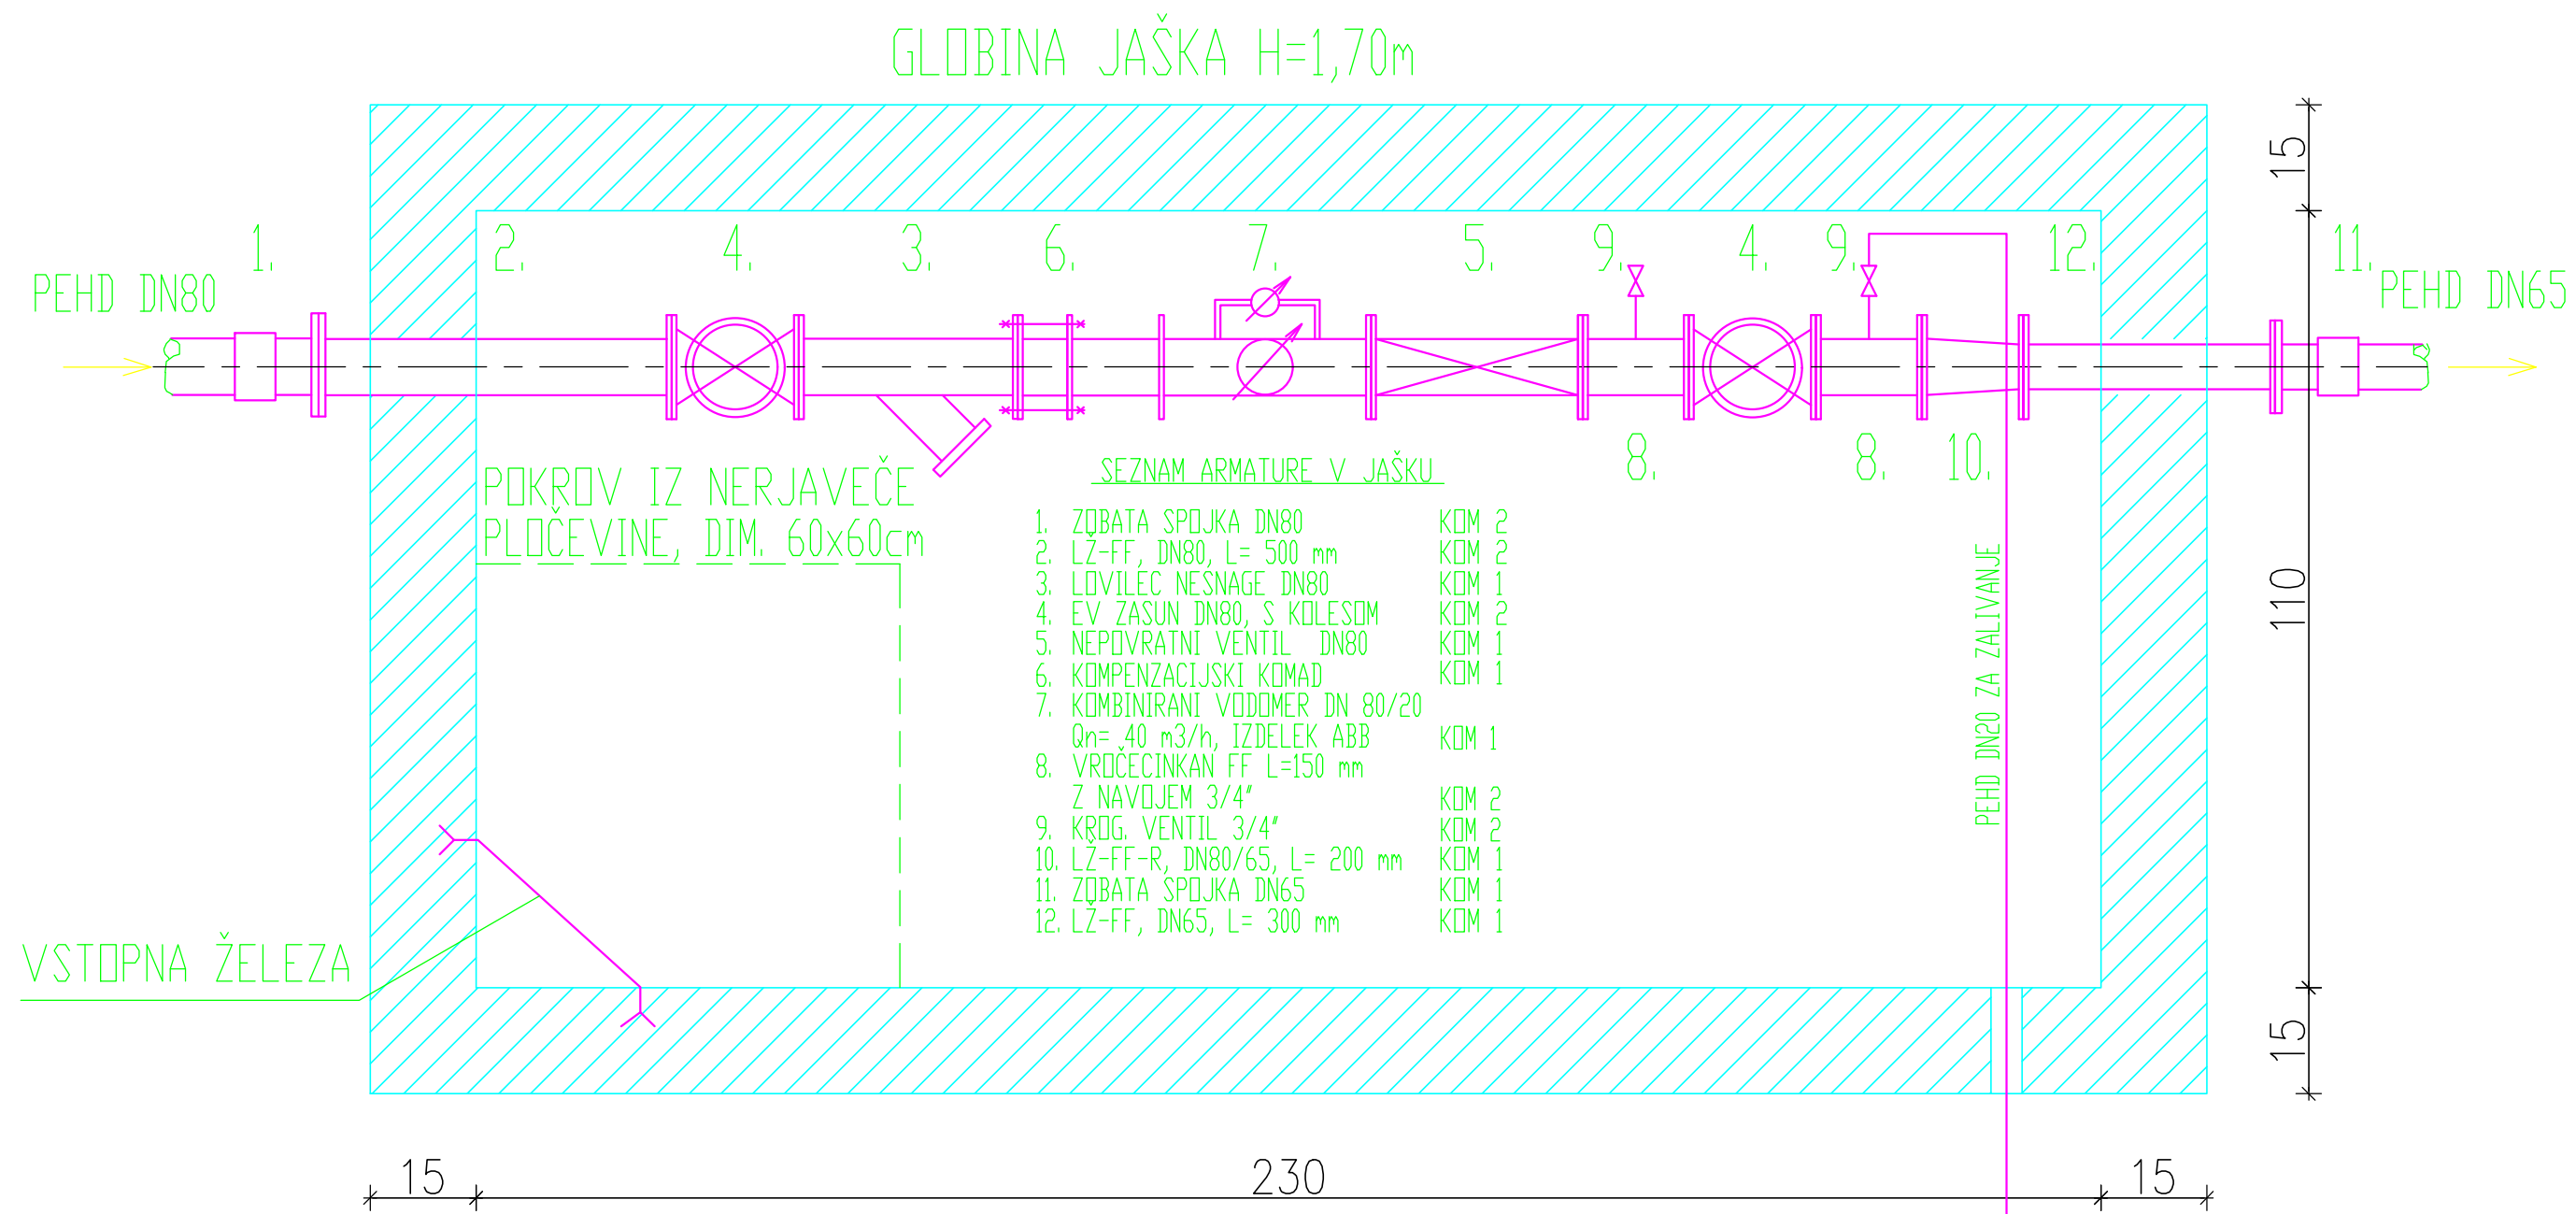 GLOBINA JAŠKA H=1,70m
1. 2. 4. 3. 6. 7. 5. 9. 4. 9. 12. 11.
PEHD DN80
PEHD DN65
8. 8. 10.
POKROV IZ NERJAVEČE
PLOČEVINE, DIM. 60x60cm
SEZNAM ARMATURE V JAŠKU
1. ZOBATA SPOJKA DN80 KOM 2
2. LŽ-FF, DN80, L= 500 mm KOM 2
3. LOVILEC NESNAGE DN80 KOM 1
4. EV ZASUN DN80, S KOLESOM KOM 2
5. NEPOVRATNI VENTIL DN80 KOM 1
6. KOMPENZACIJSKI KOMAD KOM 1
7. KOMBINIRANI VODOMER DN 80/20
Qn= 40 m3/h, IZDELEK ABB KOM 1
8. VROČECINKAN FF L=150 mm
Z NAVOJEM 3/4" KOM 2
9. KROG. VENTIL 3/4" KOM 2
10. LŽ-FF-R, DN80/65, L= 200 mm KOM 1
11. ZOBATA SPOJKA DN65 KOM 1
12. LŽ-FF, DN65, L= 300 mm KOM 1
PEHD DN20 ZA ZALIVANJE
VSTOPNA ŽELEZA
15
110
15
15 230 15